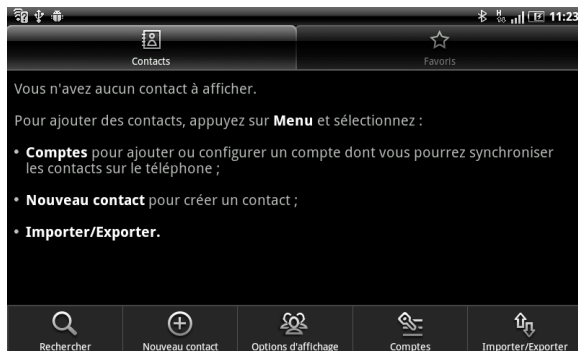 11:23
Contacts
Favoris
Vous n'avez aucun contact à afficher.
Pour ajouter des contacts, appuyez sur Menu et sélectionnez :
• Comptes pour ajouter ou configurer un compte dont vous pourrez synchroniser
les contacts sur le téléphone ;
• Nouveau contact pour créer un contact ;
• Importer/Exporter.
Rechercher
Nouveau contact
Options d'affichage
Comptes
Importer/Exporter